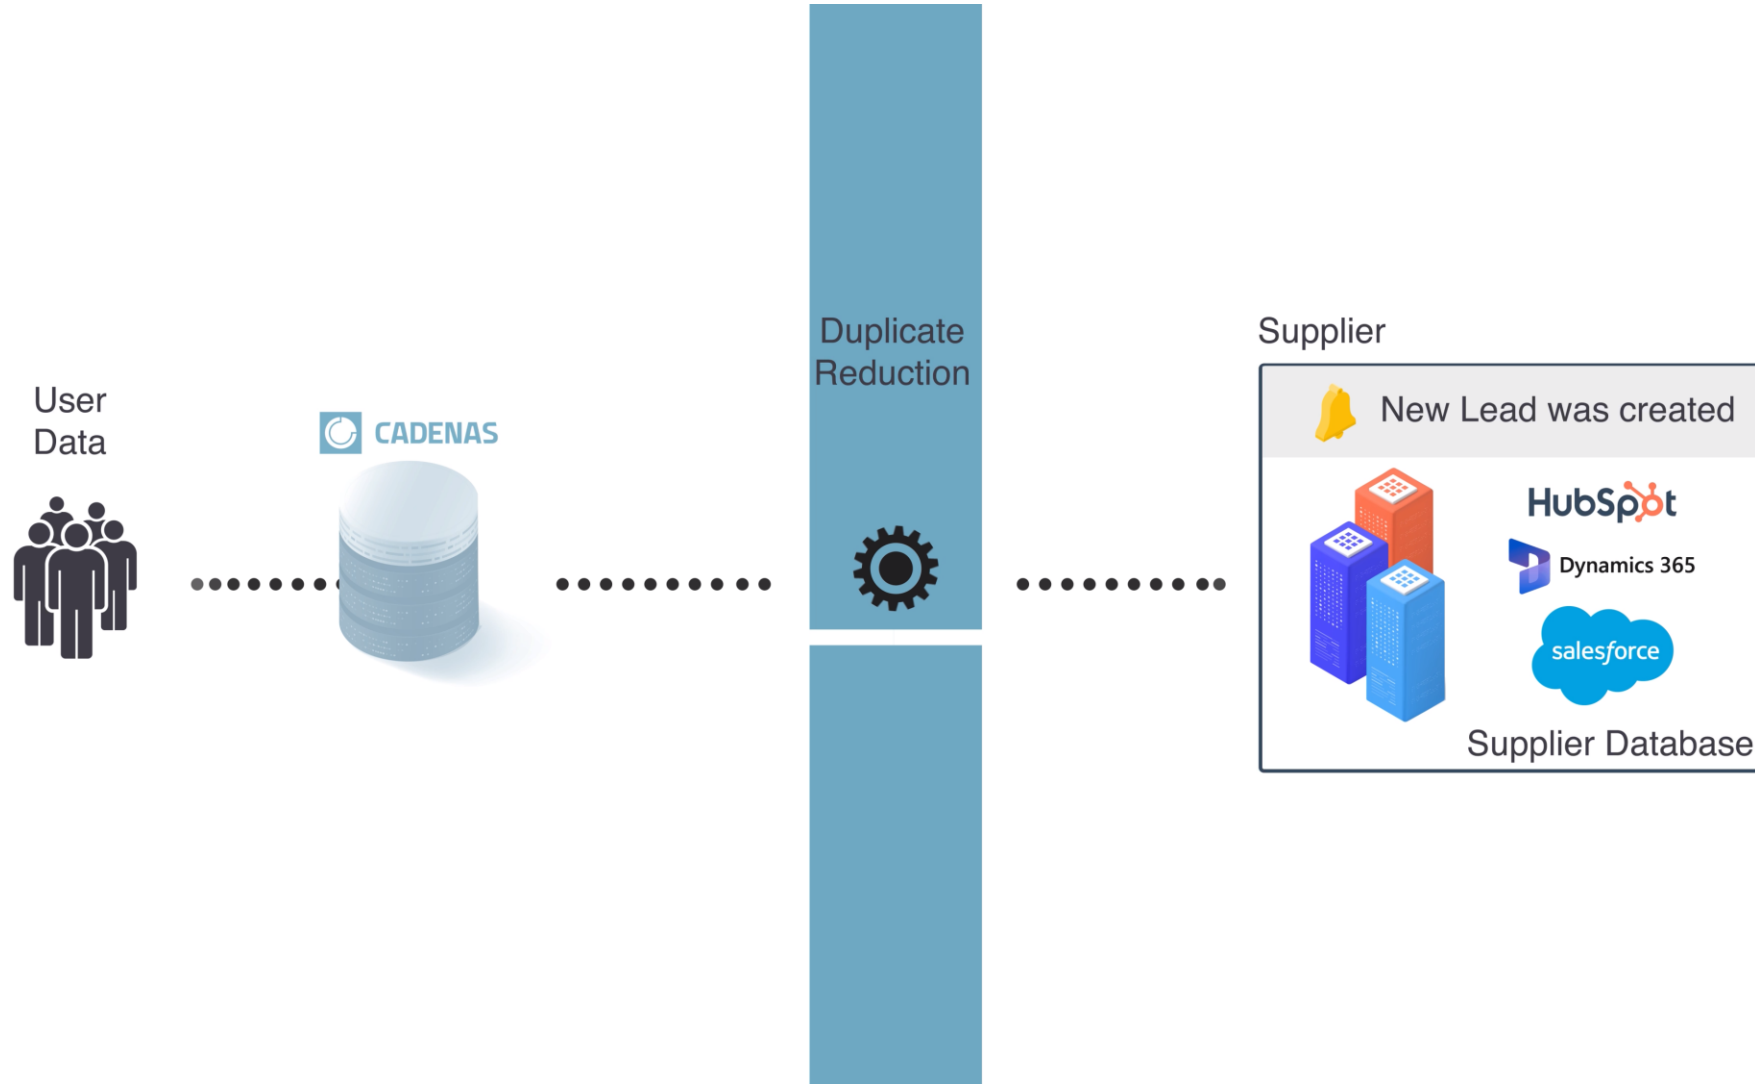 User
Data
CADENAS
Duplicate
Reduction
Supplier
New Lead was created
HubSpot
Dynamics 365
salesforce
Supplier Database